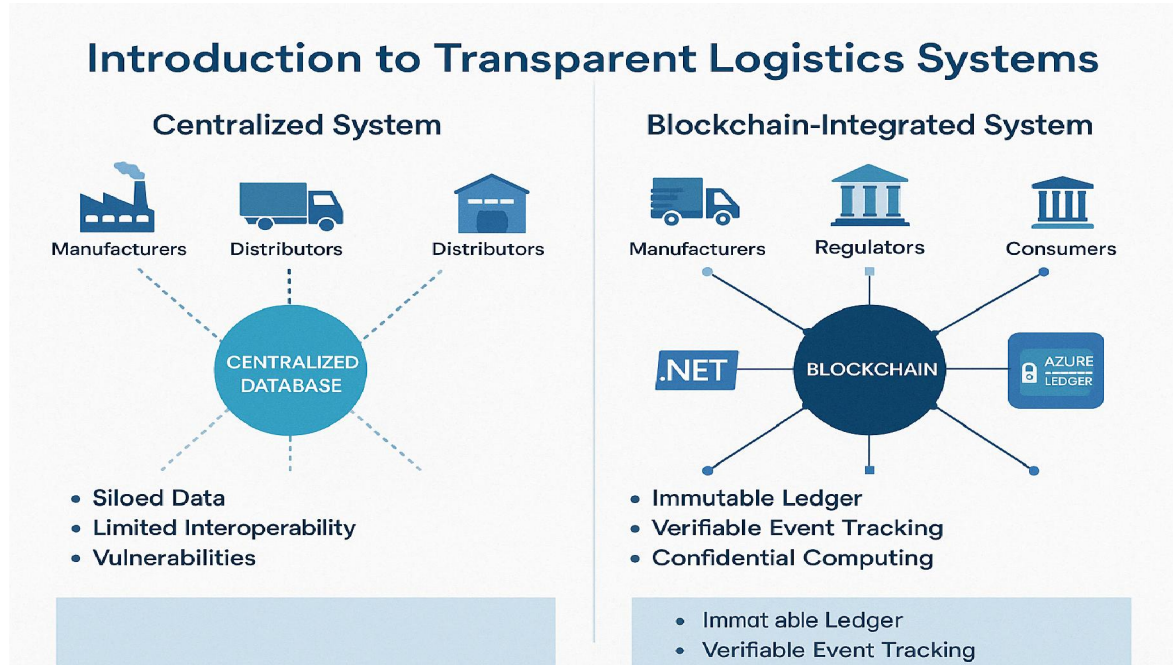 Introduction to Transparent Logistics Systems
Centralized System
Manufacturers
Distributors
Distributors
CENTRALIZED
DATABASE
• Siloed Data
• Limited Interoperability
• Vulnerabilities
Blockchain-Integrated System
Manufacturers
Regulators
Consumers
.NET
BLOCKCHAIN
AZURE
LEDGER
• Immutable Ledger
• Verifiable Event Tracking
• Confidential Computing
• Immat able Ledger
• Verifiable Event Tracking